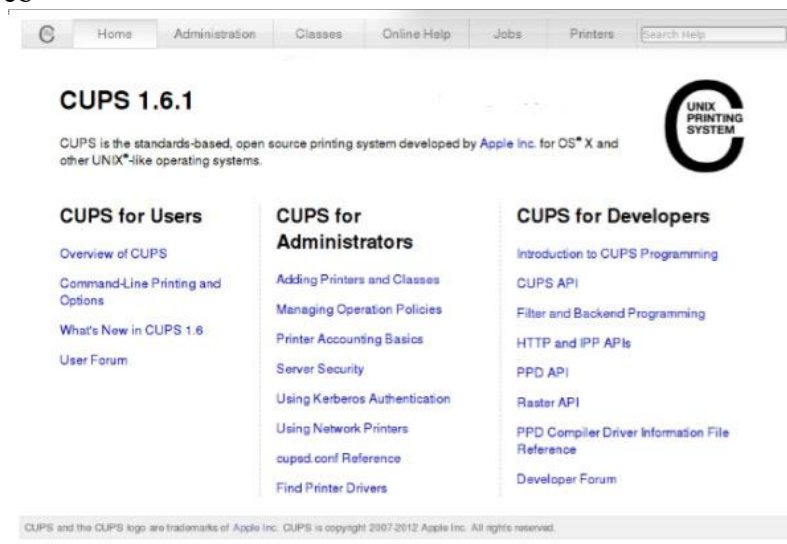 Home Administration Classes Online Help Jobs Printers Search Help
CUPS 1.6.1
UNIX
PRINTING
SYSTEM
CUPS is the standards-based, open source printing system developed by Apple Inc. for OS® X and
other UNIX®-like operating systems.
CUPS for Users
Overview of CUPS
Command-Line Printing and
Options
What's New in CUPS 1.6
User Forum
CUPS for
Administrators
Adding Printers and Classes
Managing Operation Policies
Printer Accounting Basics
Server Security
Using Kerberos Authentication
Using Network Printers
cupsd.conf Reference
Find Printer Drivers
CUPS for Developers
Introduction to CUPS Programming
CUPS API
Filter and Backend Programming
HTTP and IPP APIs
PPD API
Raster API
PPD Compiler Driver Information File
Reference
Developer Forum
CUPS and the CUPS logo are trademarks of Apple Inc. CUPS is copyright 2007-2012 Apple Inc. All rights reserved.